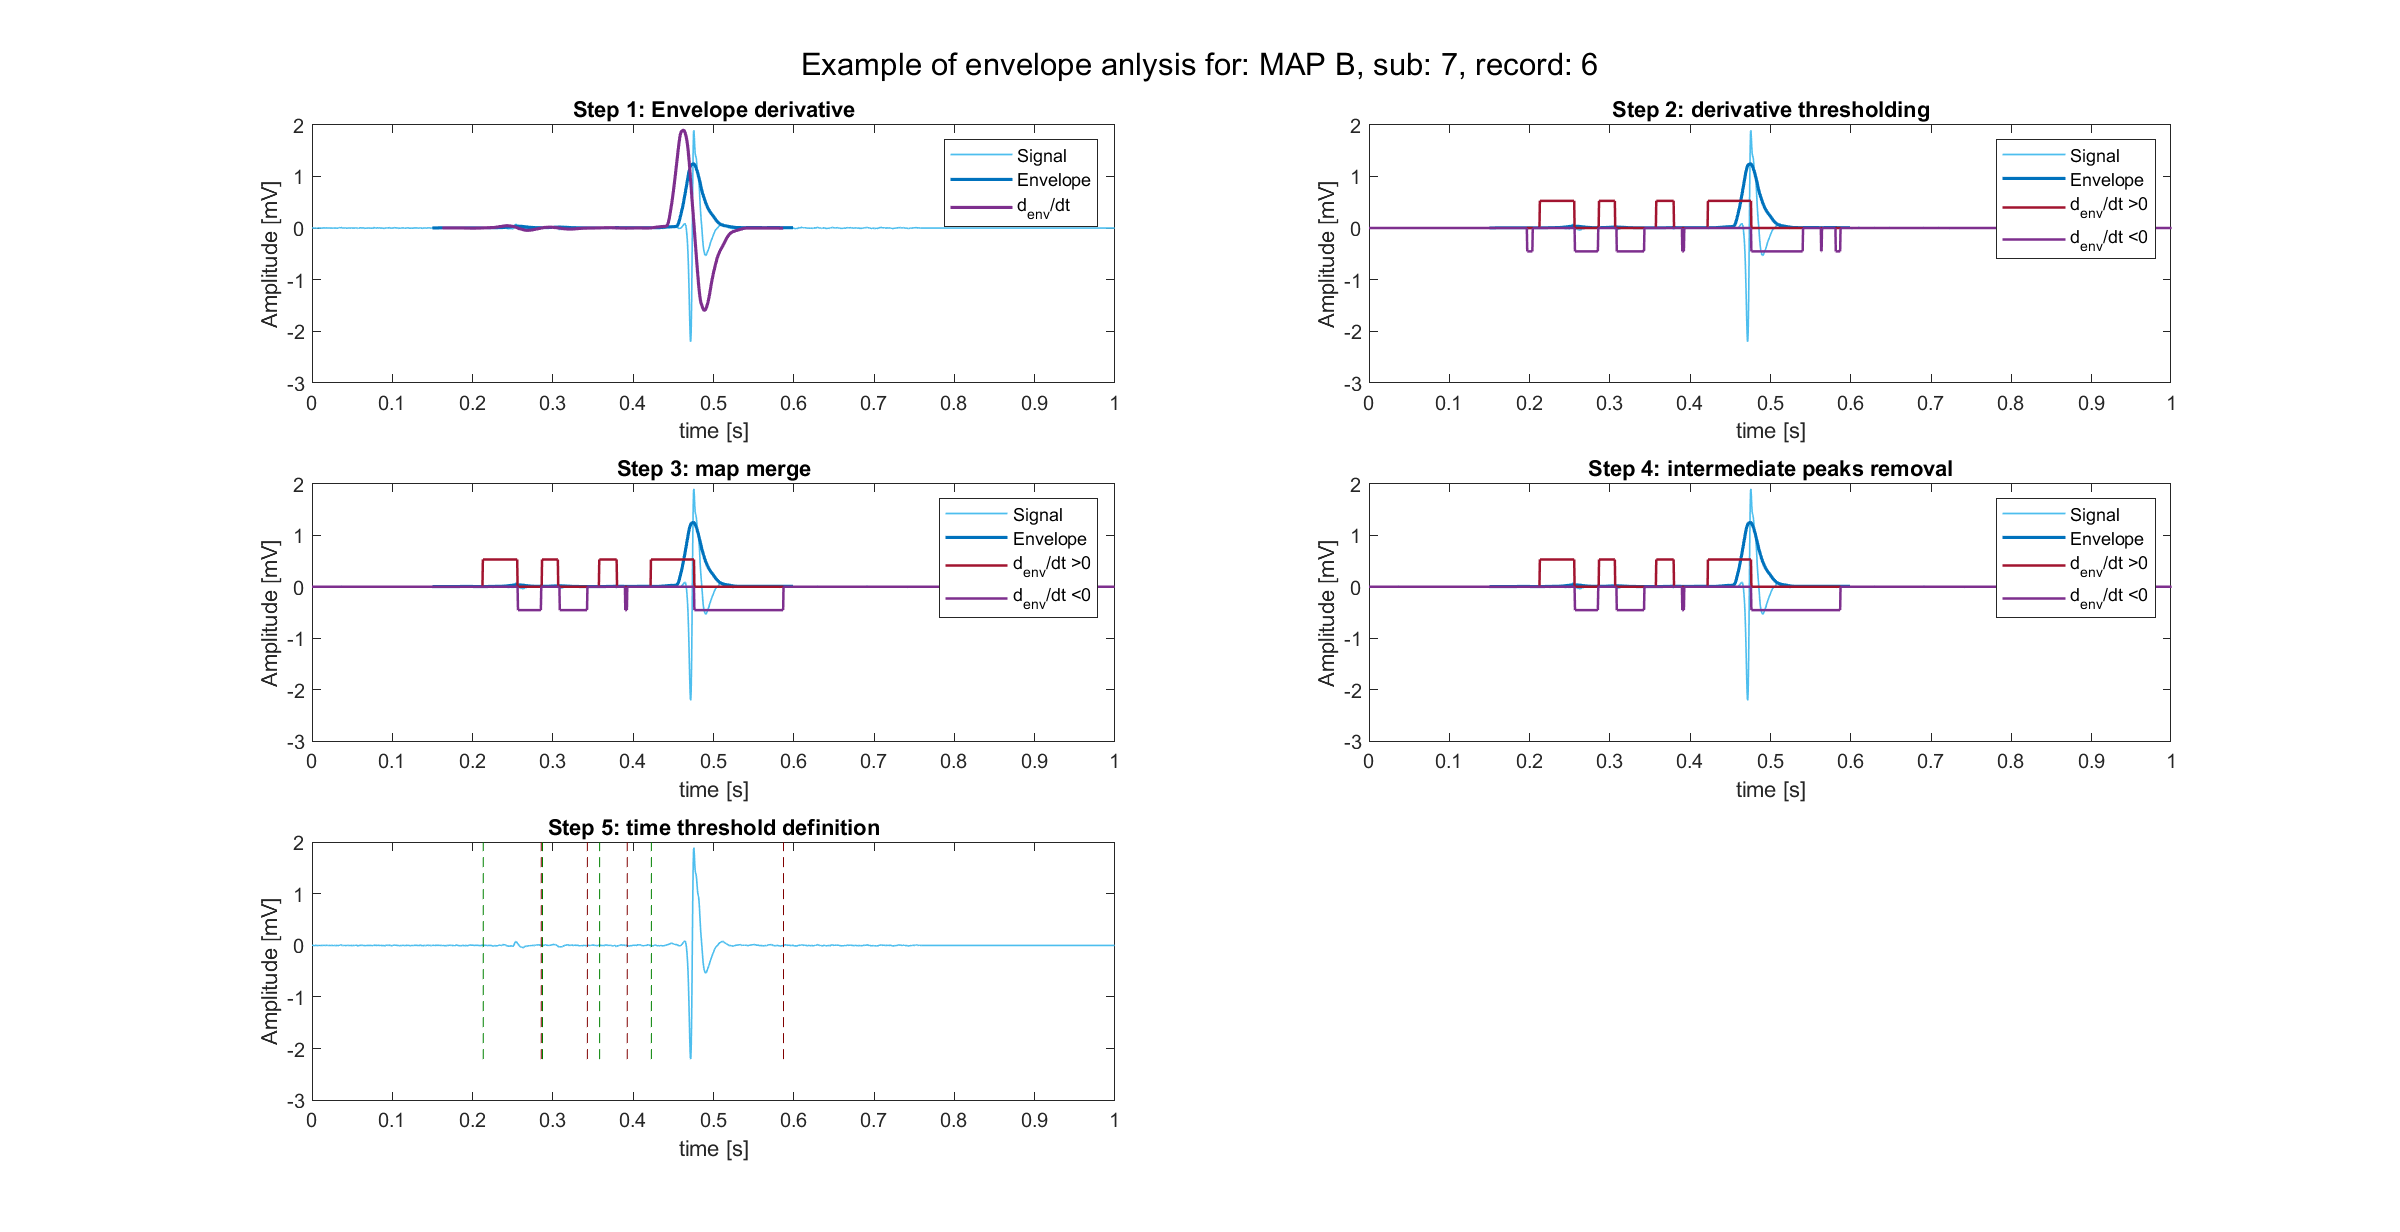 Example of envelope anlysis for: MAP B, sub: 7, record: 6
Step 1: Envelope derivative
Amplitude [mV]
2
1
0
-1
-2
-3
0 0.1 0.2 0.3 0.4 0.5 0.6 0.7 0.8 0.9 1
time [s]
Signal
Envelope
d_env/dt
Step 2: derivative thresholding
Amplitude [mV]
2
1
0
-1
-2
-3
0 0.1 0.2 0.3 0.4 0.5 0.6 0.7 0.8 0.9 1
time [s]
Signal
Envelope
d_env/dt >0
d_env/dt <0
Step 3: map merge
Amplitude [mV]
2
1
0
-1
-2
-3
0 0.1 0.2 0.3 0.4 0.5 0.6 0.7 0.8 0.9 1
time [s]
Signal
Envelope
d_env/dt >0
d_env/dt <0
Step 4: intermediate peaks removal
Amplitude [mV]
2
1
0
-1
-2
-3
0 0.1 0.2 0.3 0.4 0.5 0.6 0.7 0.8 0.9 1
time [s]
Signal
Envelope
d_env/dt >0
d_env/dt <0
Step 5: time threshold definition
Amplitude [mV]
2
1
0
-1
-2
-3
0 0.1 0.2 0.3 0.4 0.5 0.6 0.7 0.8 0.9 1
time [s]